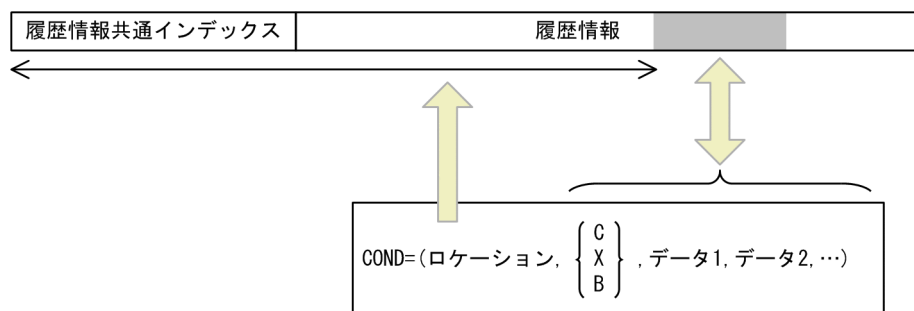 履歴情報共通インデックス 履歴情報
COND=(ロケーション, { C X B } ,データ1,データ2,…)